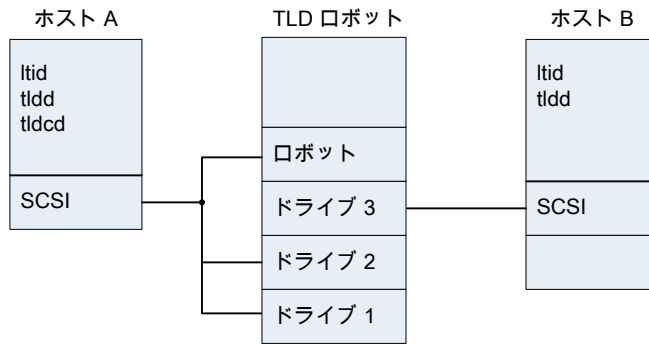 ホスト A
ltid
tldd
tldcd
SCSI
TLD ロボット
ロボット
ドライブ 3
ドライブ 2
ドライブ 1
ホスト B
ltid
tldd
SCSI